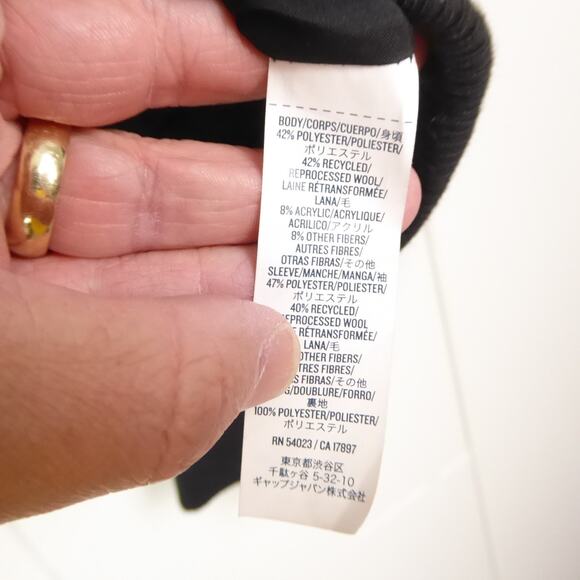 BODY/CORPS/CUERPO/身頃
42% POLYESTER/POLIESTER/
ポリエステル
42% RECYCLED/
REPROCESSED WOOL/
LAINE RÉTRANSFORMÉE/
LANA/毛
8% ACRYLIC/ACRYLIQUE/
ACRILICO/アクリル
8% OTHER FIBERS/
AUTRES FIBRES/
OTRAS FIBRAS/その他
SLEEVE/MANCHE/MANGA/袖
47% POLYESTER/POLIESTER/
ポリエステル
40% RECYCLED/
REPROCESSED WOOL
RÉTRANSFORMÉE/
LANA/毛
OTHER FIBERS/
FIBRES/
FIBRAS/その他
/DOUBLURE/FORRO/
裏地
100% POLYESTER/POLIESTER/
ポリエステル
RN 54023 / CA 17897
東京都渋谷区
千駄ヶ谷 5-32-10
ギャップジャパン株式会社